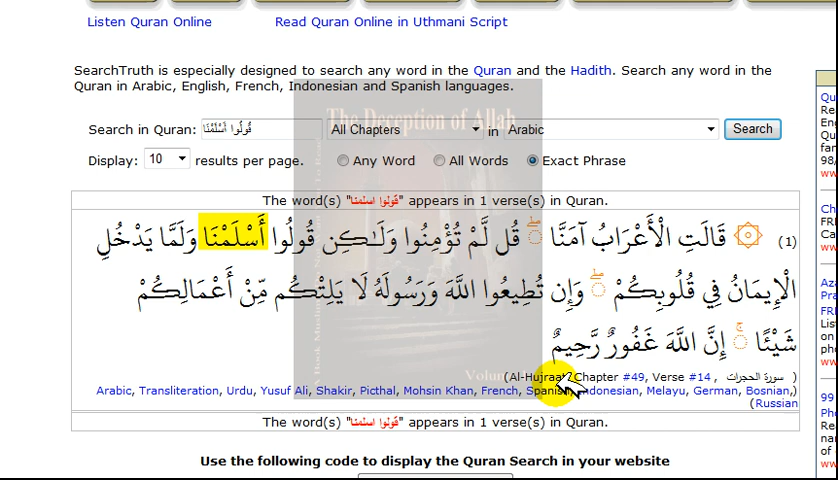 Listen Quran Online
Read Quran Online in Uthmani Script
SearchTruth is especially designed to search any word in the Quran and the Hadith. Search any word in the
Quran in Arabic, English, French, Indonesian and Spanish languages.
The Deception of Allah
Search in Quran: قُولُوا أَسْلَمْنَا All Chapters in Arabic Search
Display: 10 results per page. Any Word All Words Exact Phrase
The word(s) "قولوا اسلمنا" appears in 1 verse(s) in Quran.
(1) ۞ قَالَتِ الْأَعْرَابُ آمَنَّا ۖ قُل لَّمْ تُؤْمِنُوا وَلَٰكِن قُولُوا أَسْلَمْنَا وَلَمَّا يَدْخُلِ
الْإِيمَانُ فِي قُلُوبِكُمْ ۖ وَإِن تُطِيعُوا اللَّهَ وَرَسُولَهُ لَا يَلِتْكُم مِّنْ أَعْمَالِكُمْ
شَيْئًا ۚ إِنَّ اللَّهَ غَفُورٌ رَّحِيمٌ
(Al-Hujraat, Chapter #49, Verse #14 , سورة الحجرات )
Arabic, Transliteration, Urdu, Yusuf Ali, Shakir, Picthal, Mohsin Khan, French, Spanish, Indonesian, Melayu, German, Bosnian,)
(Russian
The word(s) "قولوا اسلمنا" appears in 1 verse(s) in Quran.
Use the following code to display the Quran Search in your website